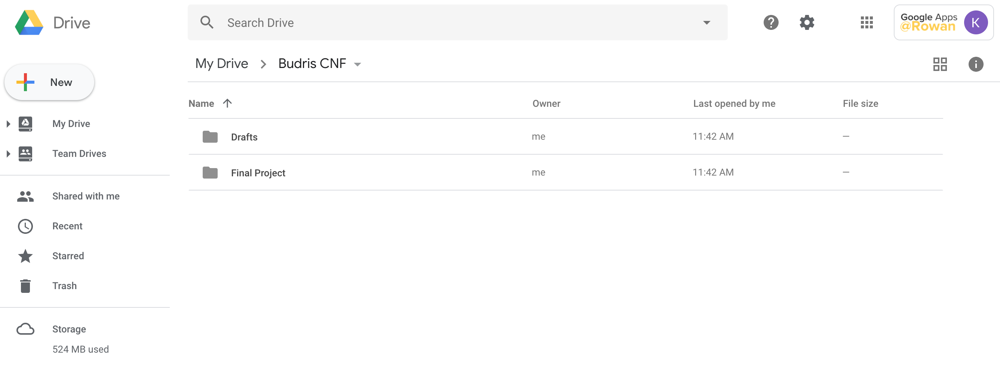 Drive
Search Drive
Google Apps
@Rowan
K
My Drive > Budris CNF
New
Name
Owner
Last opened by me
File size
My Drive
Drafts
me
11:42 AM
–
Team Drives
Final Project
me
11:42 AM
–
Shared with me
Recent
Starred
Trash
Storage
524 MB used